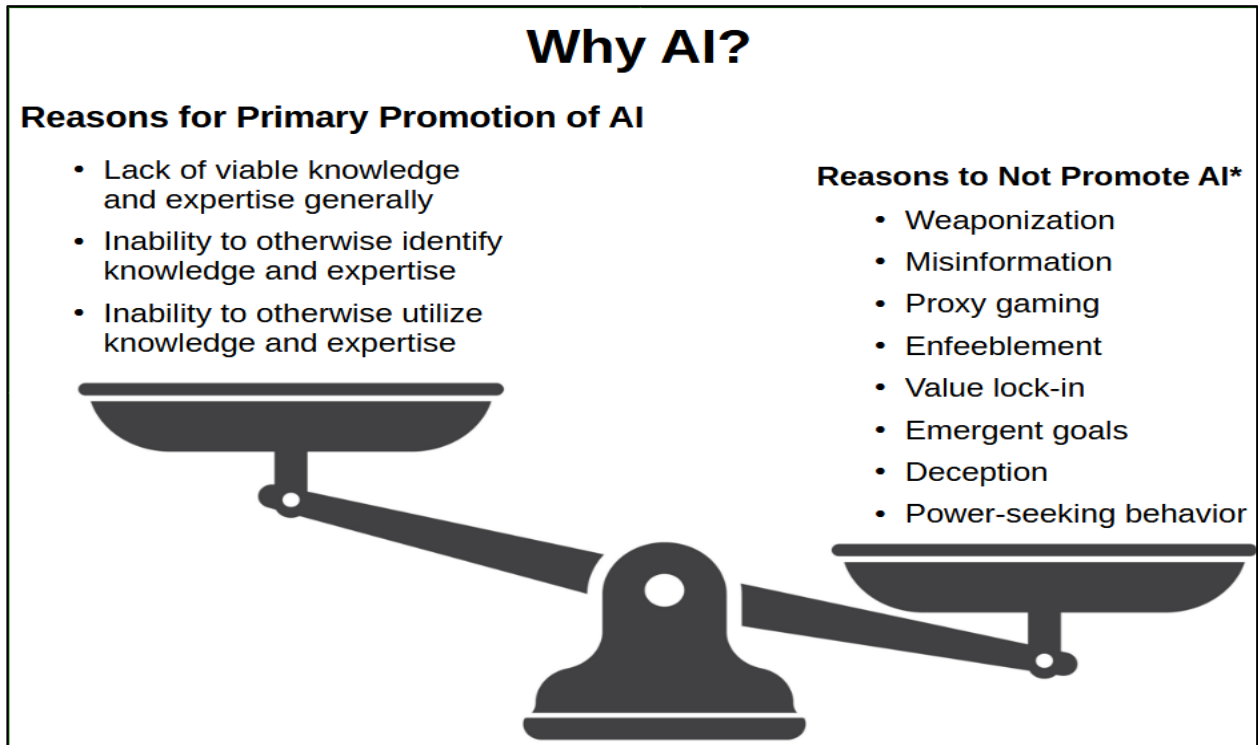 Why AI?
Reasons for Primary Promotion of AI
• Lack of viable knowledge
and expertise generally
• Inability to otherwise identify
knowledge and expertise
• Inability to otherwise utilize
knowledge and expertise
Reasons to Not Promote AI*
• Weaponization
• Misinformation
• Proxy gaming
• Enfeeblement
• Value lock-in
• Emergent goals
• Deception
• Power-seeking behavior